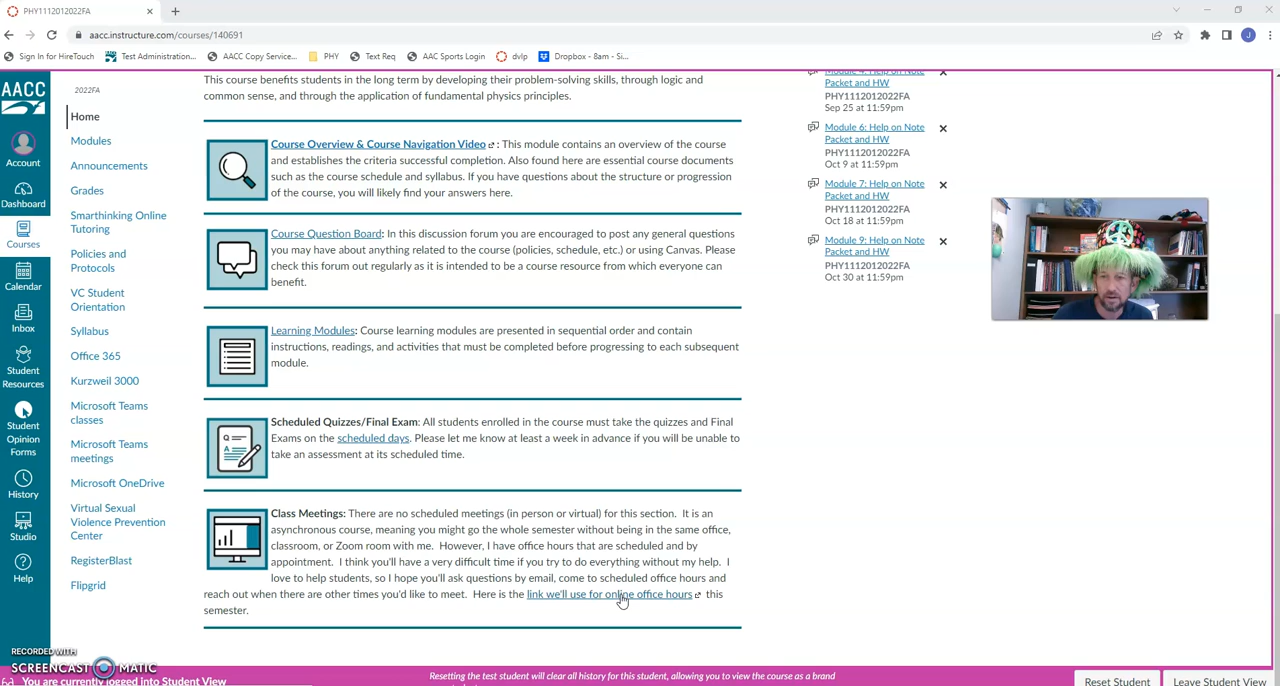 PHY1112012022FA
aacc.instructure.com/courses/140691
Sign In for HireTouch
Test Administration...
AACC Copy Service...
PHY
Text Req
AAC Sports Login
dvlp
Dropbox - 8am - Si...
J
AACC
Account
Dashboard
Courses
Calendar
Inbox
Student
Resources
Student
Opinion
Forms
History
Studio
Help
2022FA
Home
Modules
Announcements
Grades
Smarthinking Online
Tutoring
Policies and
Protocols
VC Student
Orientation
Syllabus
Office 365
Kurzweil 3000
Microsoft Teams
classes
Microsoft Teams
meetings
Microsoft OneDrive
Virtual Sexual
Violence Prevention
Center
RegisterBlast
Flipgrid
This course benefits students in the long term by developing their problem-solving skills, through logic and
common sense, and through the application of fundamental physics principles.
Course Overview & Course Navigation Video : This module contains an overview of the course
and establishes the criteria successful completion. Also found here are essential course documents
such as the course schedule and syllabus. If you have questions about the structure or progression
of the course, you will likely find your answers here.
Course Question Board: In this discussion forum you are encouraged to post any general questions
you may have about anything related to the course (policies, schedule, etc.) or using Canvas. Please
check this forum out regularly as it is intended to be a course resource from which everyone can
benefit.
Learning Modules: Course learning modules are presented in sequential order and contain
instructions, readings, and activities that must be completed before progressing to each subsequent
module.
Scheduled Quizzes/Final Exam: All students enrolled in the course must take the quizzes and Final
Exams on the scheduled days. Please let me know at least a week in advance if you will be unable to
take an assessment at its scheduled time.
Class Meetings: There are no scheduled meetings (in person or virtual) for this section. It is an
asynchronous course, meaning you might go the whole semester without being in the same office,
classroom, or Zoom room with me. However, I have office hours that are scheduled and by
appointment. I think you'll have a very difficult time if you try to do everything without my help. I
love to help students, so I hope you'll ask questions by email, come to scheduled office hours and
reach out when there are other times you'd like to meet. Here is the link we'll use for online office hours this
semester.
Module 4: Help on Note
Packet and HW
PHY1112012022FA
Sep 25 at 11:59pm
Module 6: Help on Note
Packet and HW
PHY1112012022FA
Oct 9 at 11:59pm
Module 7: Help on Note
Packet and HW
PHY1112012022FA
Oct 18 at 11:59pm
Module 9: Help on Note
Packet and HW
PHY1112012022FA
Oct 30 at 11:59pm
RECORDED WITH
SCREENCAST MATIC
You are currently logged into Student View
Resetting the test student will clear all history for this student, allowing you to view the course as a brand
Reset Student
Leave Student View